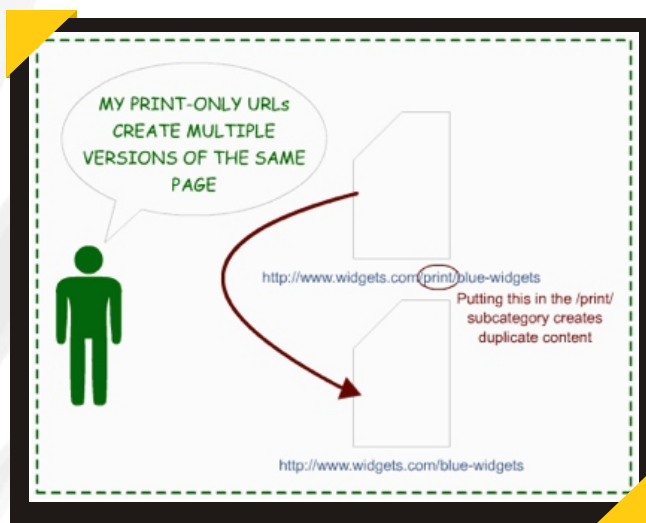 MY PRINT-ONLY URLs
CREATE MULTIPLE
VERSIONS OF THE SAME
PAGE
http://www.widgets.com/print/blue-widgets
Putting this in the /print/
subcategory creates
duplicate content
http://www.widgets.com/blue-widgets